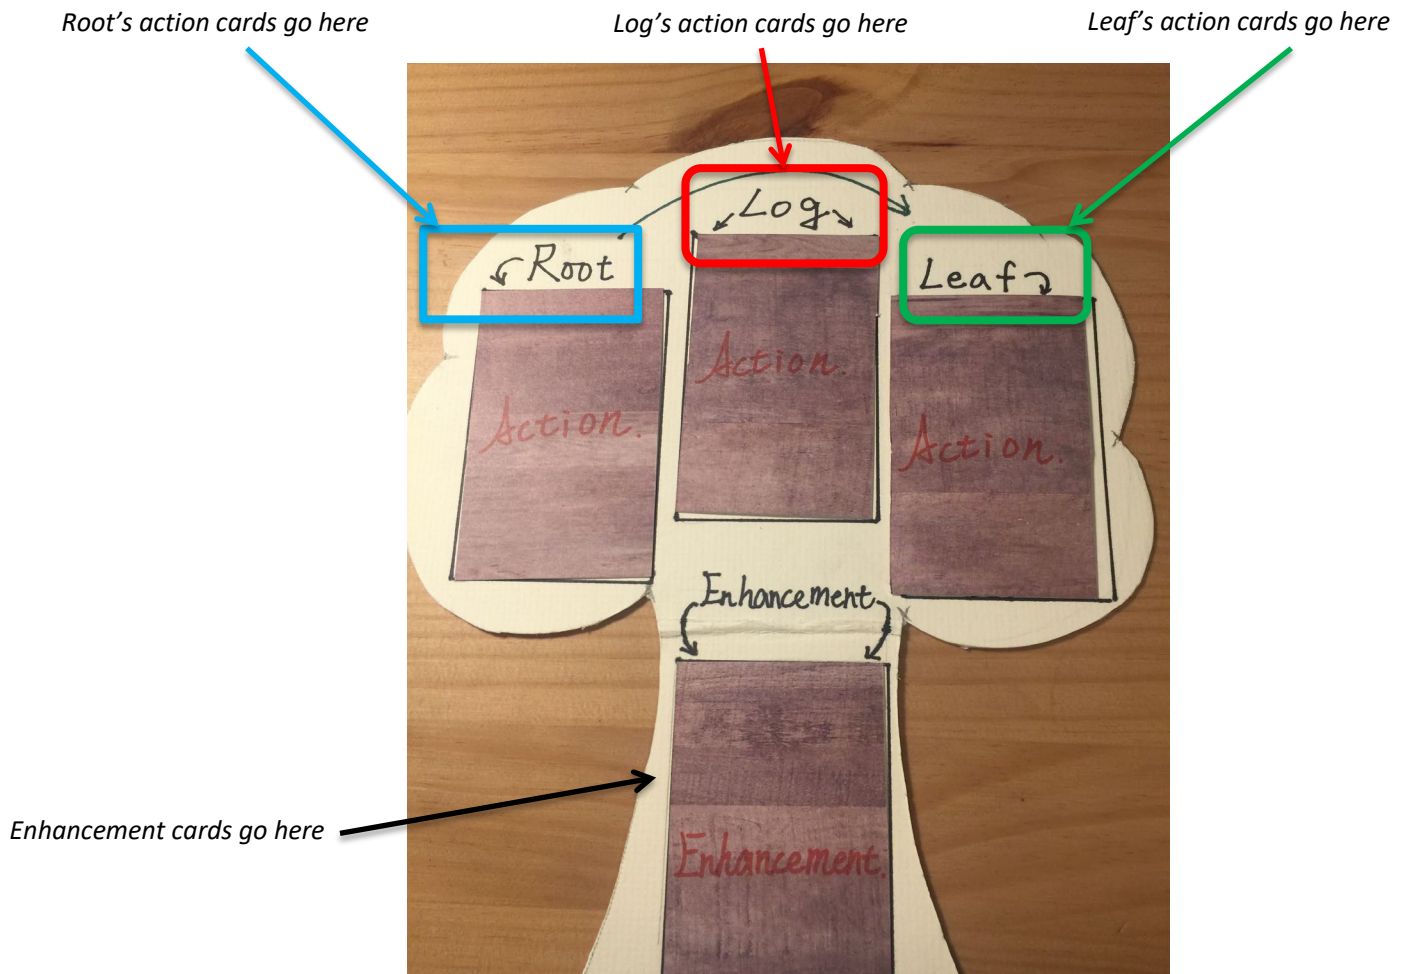 Root’s action cards go here
Log’s action cards go here
Leaf’s action cards go here
Log
Root
Leaf
Action.
Action.
Action.
Enhancement
Enhancement cards go here
Enhancement.